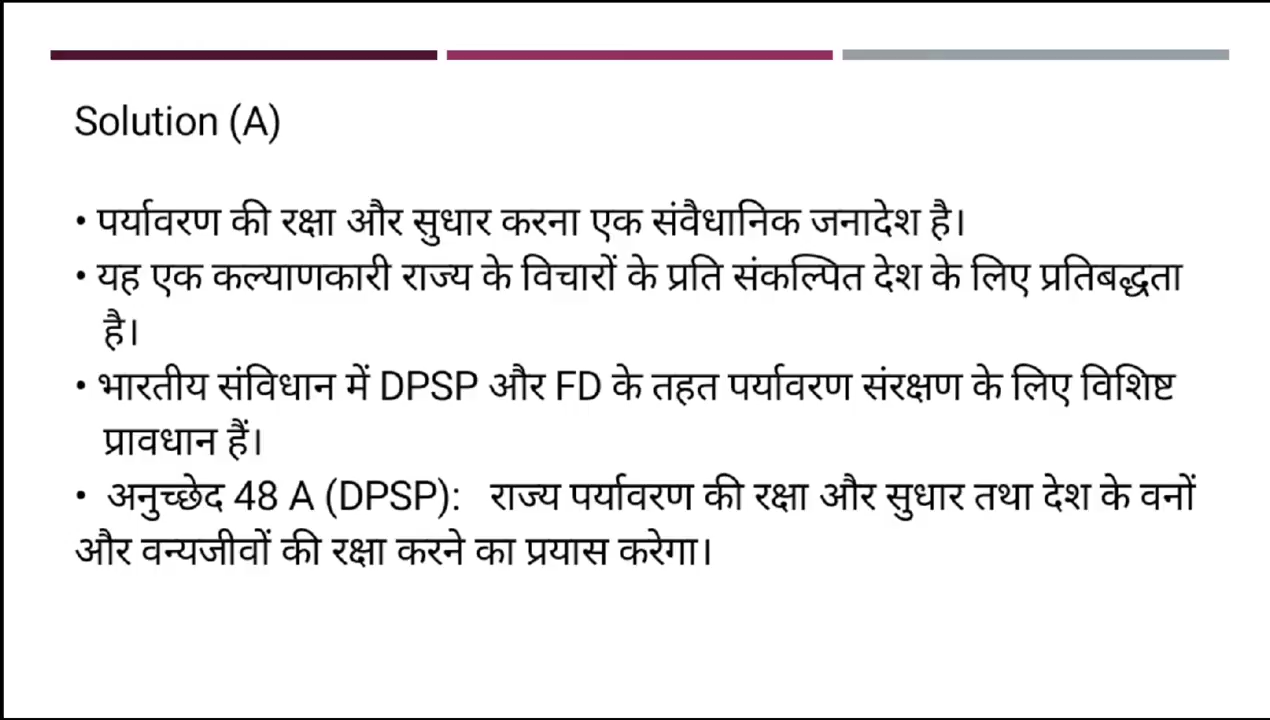 Solution (A)
• पर्यावरण की रक्षा और सुधार करना एक संवैधानिक जनादेश है।
• यह एक कल्याणकारी राज्य के विचारों के प्रति संकल्पित देश के लिए प्रतिबद्धता
है।
• भारतीय संविधान में DPSP और FD के तहत पर्यावरण संरक्षण के लिए विशिष्ट
प्रावधान हैं।
• अनुच्छेद 48 A (DPSP): राज्य पर्यावरण की रक्षा और सुधार तथा देश के वनों
और वन्यजीवों की रक्षा करने का प्रयास करेगा।